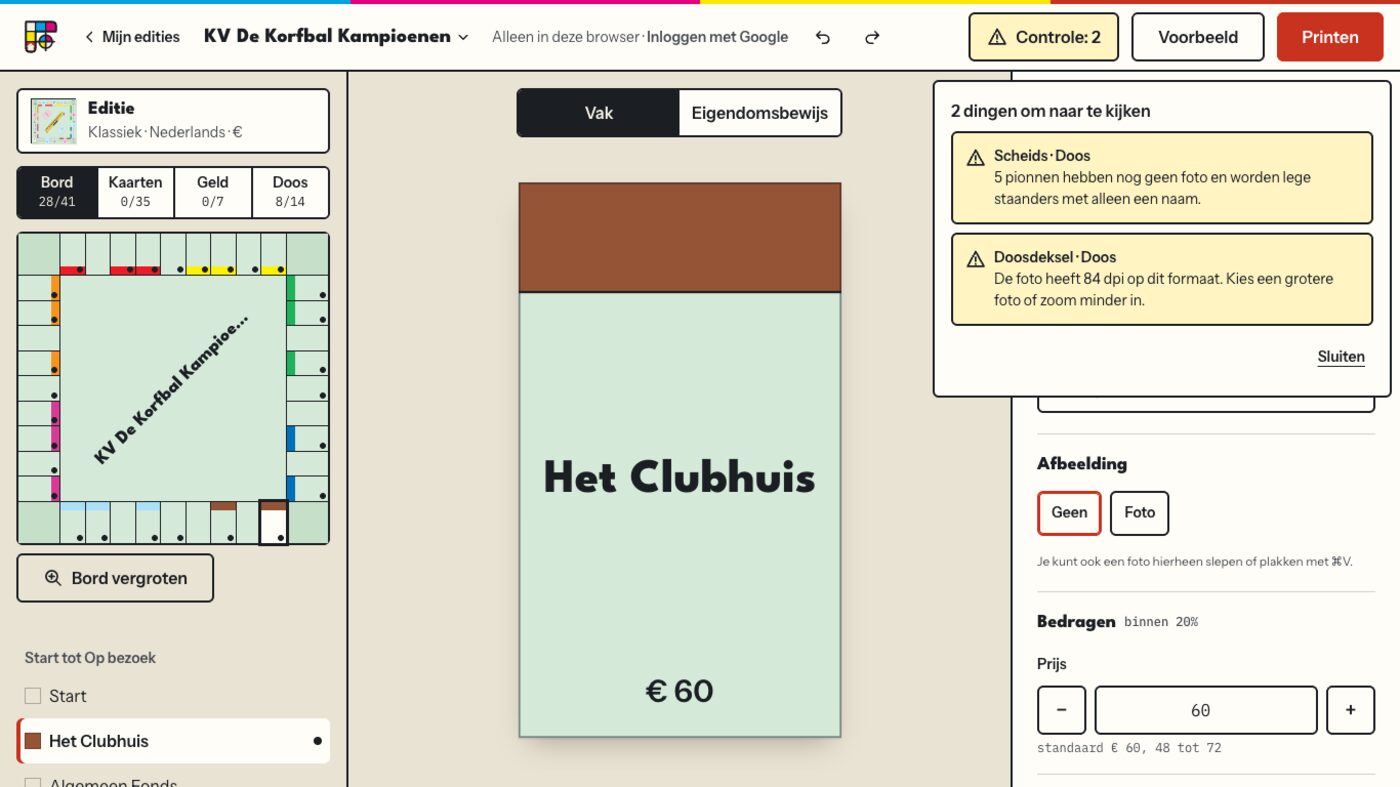 Mijn edities
KV De Korfbal Kampioenen
Alleen in deze browser · Inloggen met Google
Controle: 2
Voorbeeld
Printen
Editie
Klassiek · Nederlands · €
Bord
28/41
Kaarten
0/35
Geld
0/7
Doos
8/14
KV De Korfbal Kampioe...
Bord vergroten
Start tot Op bezoek
Start
Het Clubhuis
Algemeen Fonds
Vak
Eigendomsbewijs
Het Clubhuis
€ 60
2 dingen om naar te kijken
Scheids · Doos
5 pionnen hebben nog geen foto en worden lege
staanders met alleen een naam.
Doosdeksel · Doos
De foto heeft 84 dpi op dit formaat. Kies een grotere
foto of zoom minder in.
Sluiten
Afbeelding
Geen
Foto
Je kunt ook een foto hierheen slepen of plakken met ⌘V.
Bedragen binnen 20%
Prijs
− 60 +
standaard € 60, 48 tot 72